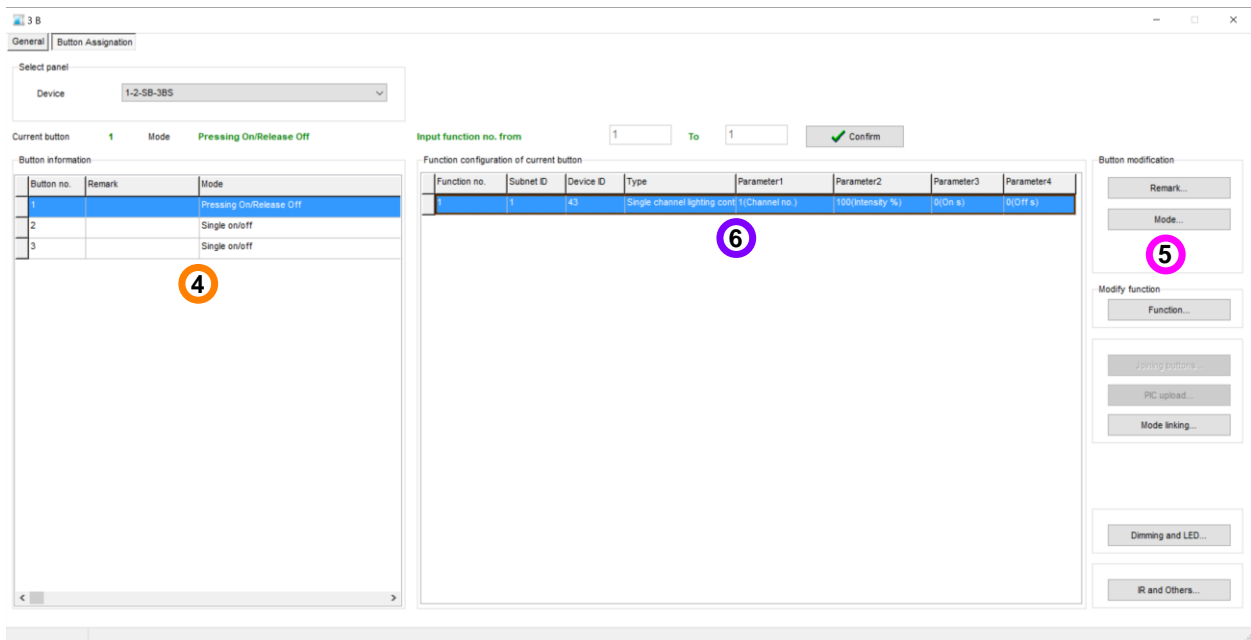 3 B
General Button Assignation
Select panel
Device 1-2-SB-3BS
Current button 1 Mode Pressing On/Release Off Input function no. from 1 To 1 Confirm
Button information
Button no. Remark Mode
1 Pressing On/Release Off
2 Single on/off
3 Single on/off
4
Function configuration of current button
Function no. Subnet ID Device ID Type Parameter1 Parameter2 Parameter3 Parameter4
1 1 43 Single channel lighting cont 1(Channel no.) 100(Intensity %) 0(On s) 0(Off s)
6
Button modification
Remark...
Mode...
5
Modify function
Function...
Joining buttons...
PIC upload...
Mode linking...
Dimming and LED...
IR and Others...